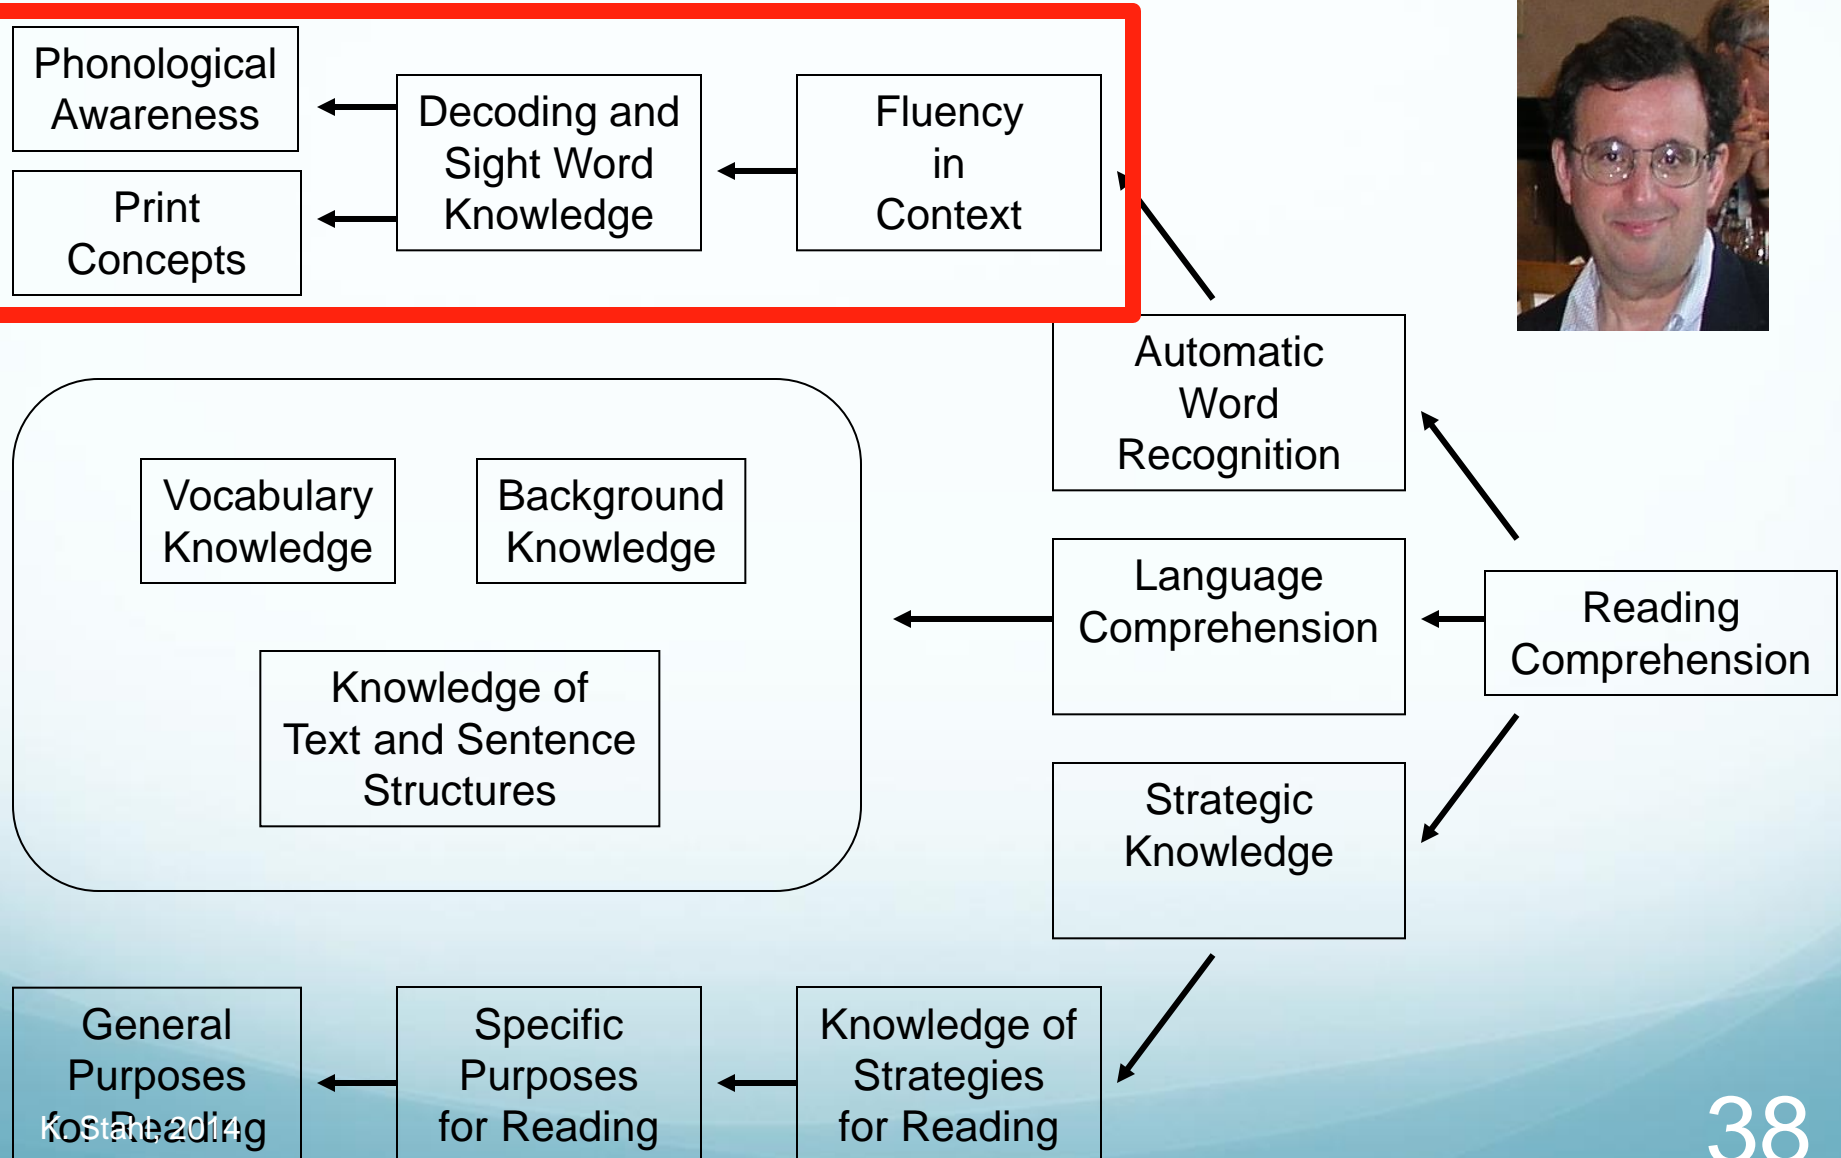 Phonological
Awareness
Print
Concepts
Decoding and
Sight Word
Knowledge
Fluency
in
Context
Automatic
Word
Recognition
Vocabulary
Knowledge
Background
Knowledge
Knowledge of
Text and Sentence
Structures
Language
Comprehension
Reading
Comprehension
Strategic
Knowledge
General
Purposes
for Reading
Specific
Purposes
for Reading
Knowledge of
Strategies
for Reading
K. Stahl, 2014
38